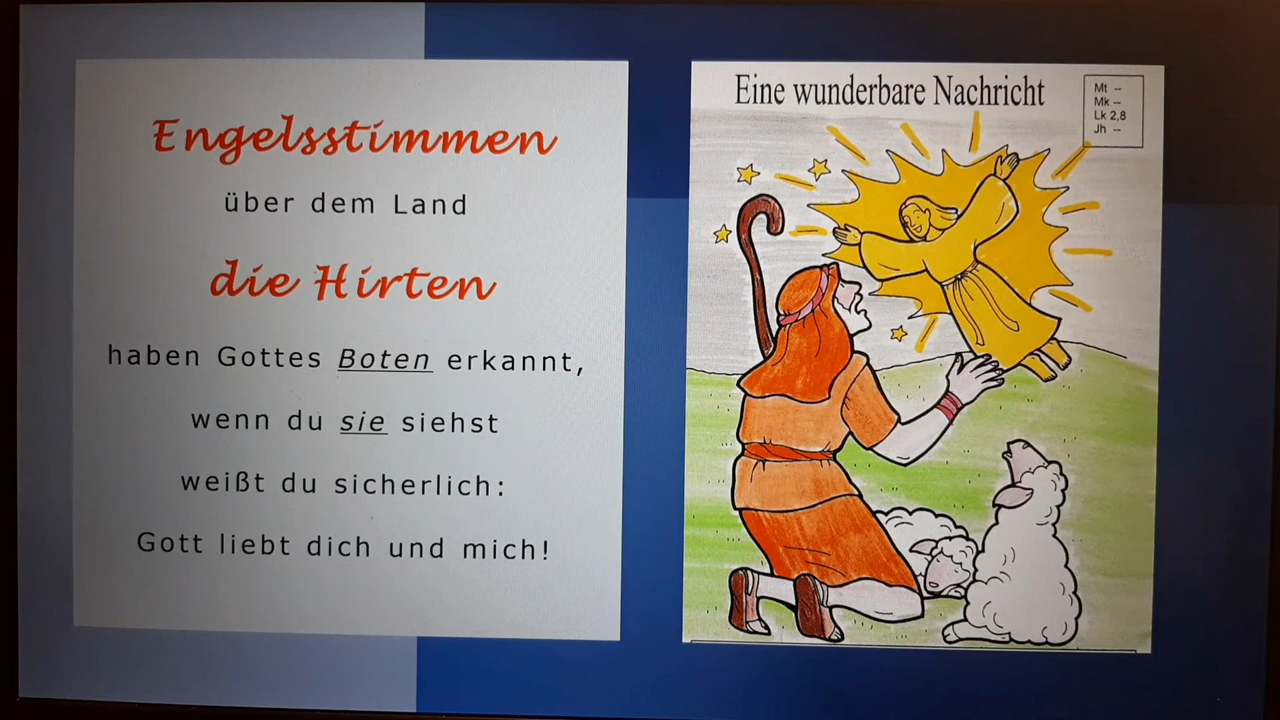 Engelsstimmen
über dem Land
die Hirten
haben Gottes Boten erkannt,
wenn du sie siehst
weißt du sicherlich:
Gott liebt dich und mich!
Eine wunderbare Nachricht
Mt --
Mk --
Lk 2,8
Jh --